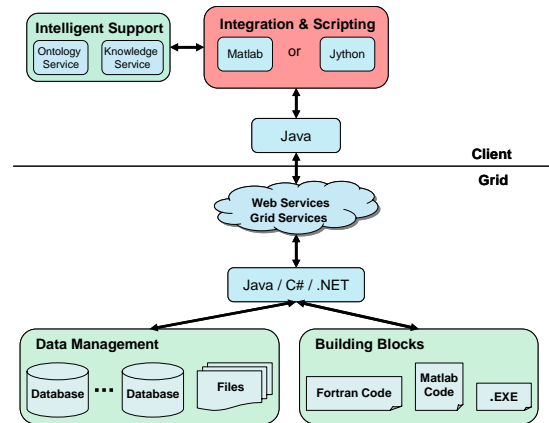 Intelligent Support
Ontology
Service
Knowledge
Service
Integration & Scripting
Matlab
or
Jython
Java
Client
Grid
Web Services
Grid Services
Java / C# / .NET
Data Management
Database
...
Database
Files
Building Blocks
Fortran Code
Matlab
Code
.EXE